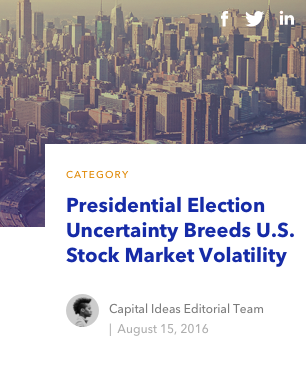 CATEGORY
Presidential Election
Uncertainty Breeds U.S.
Stock Market Volatility
Capital Ideas Editorial Team
| August 15, 2016